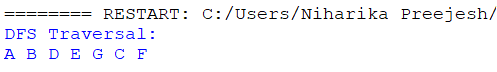 ======== RESTART: C:/Users/Niharika Preejesh/
DFS Traversal:
A B D E G C F